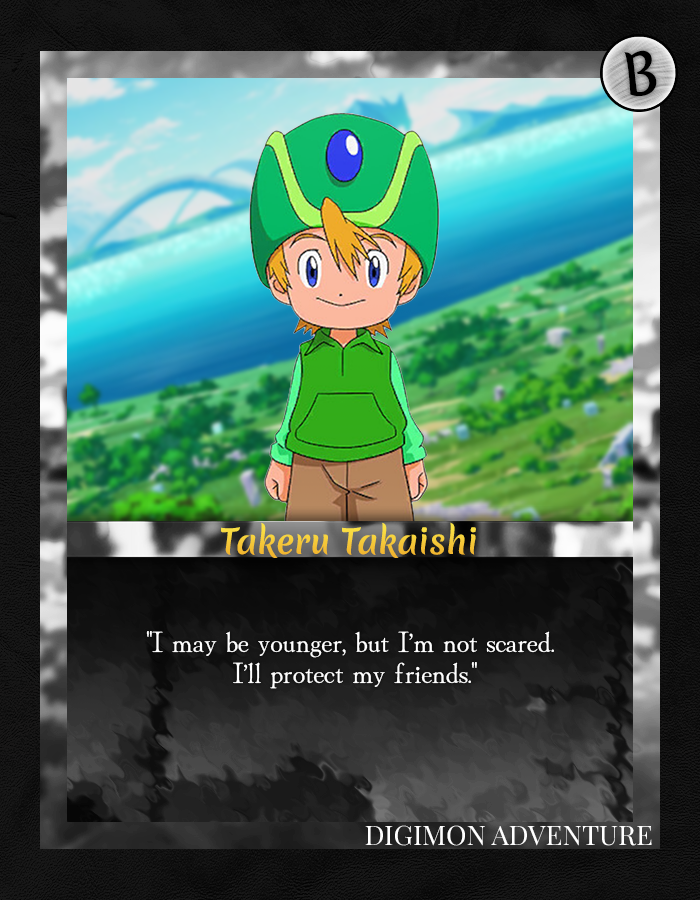 B
Takeru Takaishi
"I may be younger, but I'm not scared.
I'll protect my friends."
DIGIMON ADVENTURE